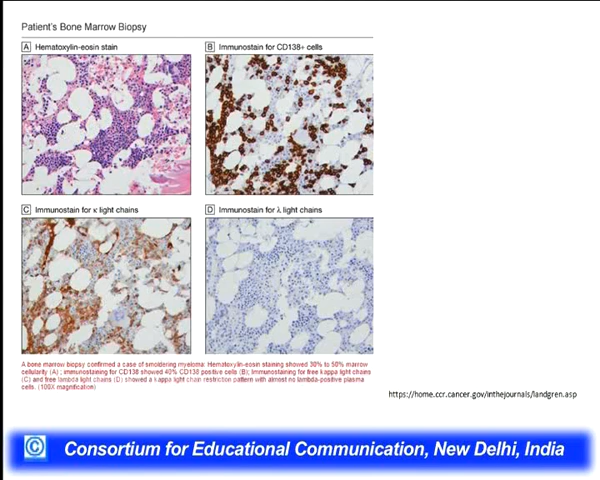 Patient's Bone Marrow Biopsy
A Hematoxylin-eosin stain
B Immunostain for CD138+ cells
C Immunostain for κ light chains
D Immunostain for λ light chains
A bone marrow biopsy confirmed a case of smoldering myeloma: Hematoxylin-eosin staining showed 30% to 50% marrow
cellularity (A) ; immunostaining for CD138 showed 40% CD138 positive cells (B); Immunostaining for free kappa light chains
(C) and free lambda light chains (D) showed a kappa light chain restriction pattern with almost no lambda-positive plasma
cells. (100X magnification)
https://home.ccr.cancer.gov/inthejournals/landgren.asp
© Consortium for Educational Communication, New Delhi, India